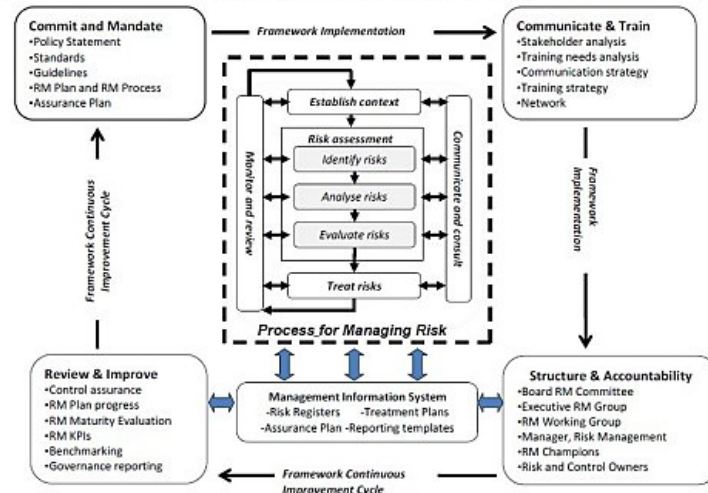 Commit and Mandate
•Policy Statement
•Standards
•Guidelines
•RM Plan and RM Process
•Assurance Plan
Framework Implementation
Communicate & Train
•Stakeholder analysis
•Training needs analysis
•Communication strategy
•Training strategy
•Network
Establish context
Risk assessment
Identify risks
Analyse risks
Evaluate risks
Treat risks
Monitor and review
Communicate and consult
Process for Managing Risk
Framework Continuous
Improvement Cycle
Framework
Implementation
Review & Improve
•Control assurance
•RM Plan progress
•RM Maturity Evaluation
•RM KPIs
•Benchmarking
•Governance reporting
Management Information System
-Risk Registers -Treatment Plans
-Assurance Plan -Reporting templates
Structure & Accountability
•Board RM Committee
•Executive RM Group
•RM Working Group
•Manager, Risk Management
•RM Champions
•Risk and Control Owners
Framework Continuous
Improvement Cycle